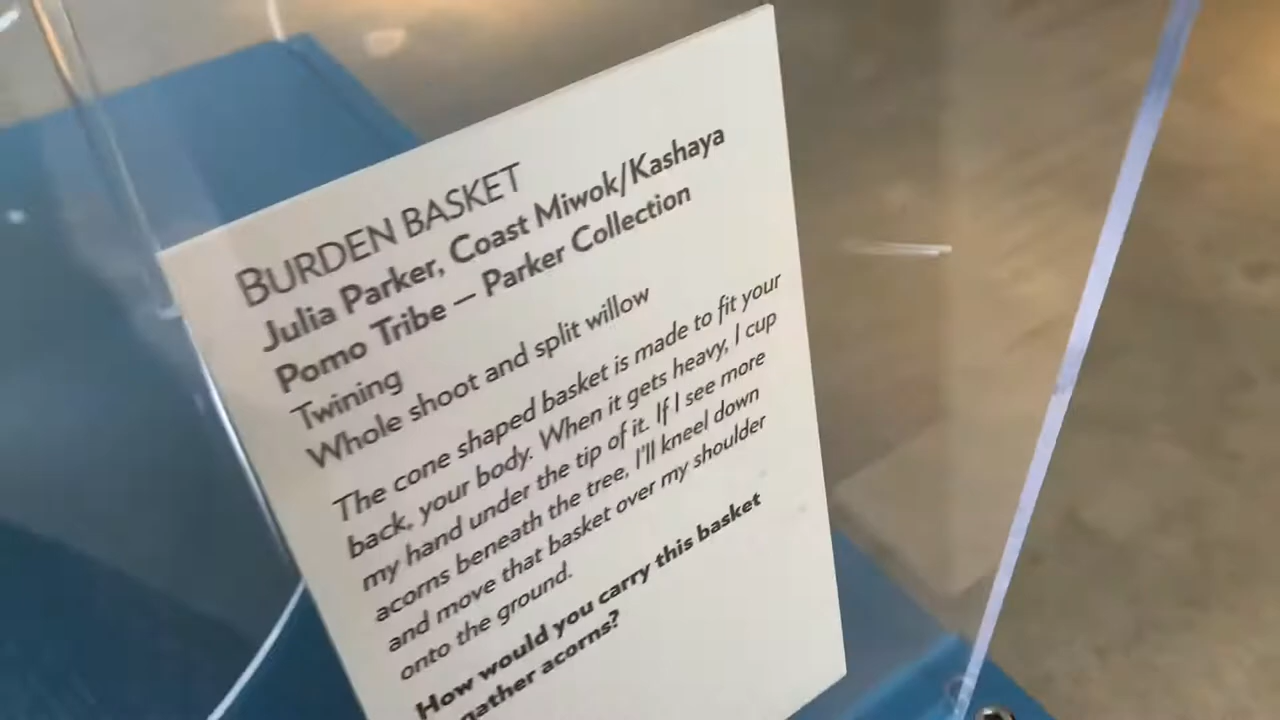 BURDEN BASKET
Julia Parker, Coast Miwok/Kashaya
Pomo Tribe — Parker Collection
Twining
Whole shoot and split willow
The cone shaped basket is made to fit your
back, your body. When it gets heavy, I cup
my hand under the tip of it. If I see more
acorns beneath the tree, I'll kneel down
and move that basket over my shoulder
onto the ground.
How would you carry this basket
gather acorns?